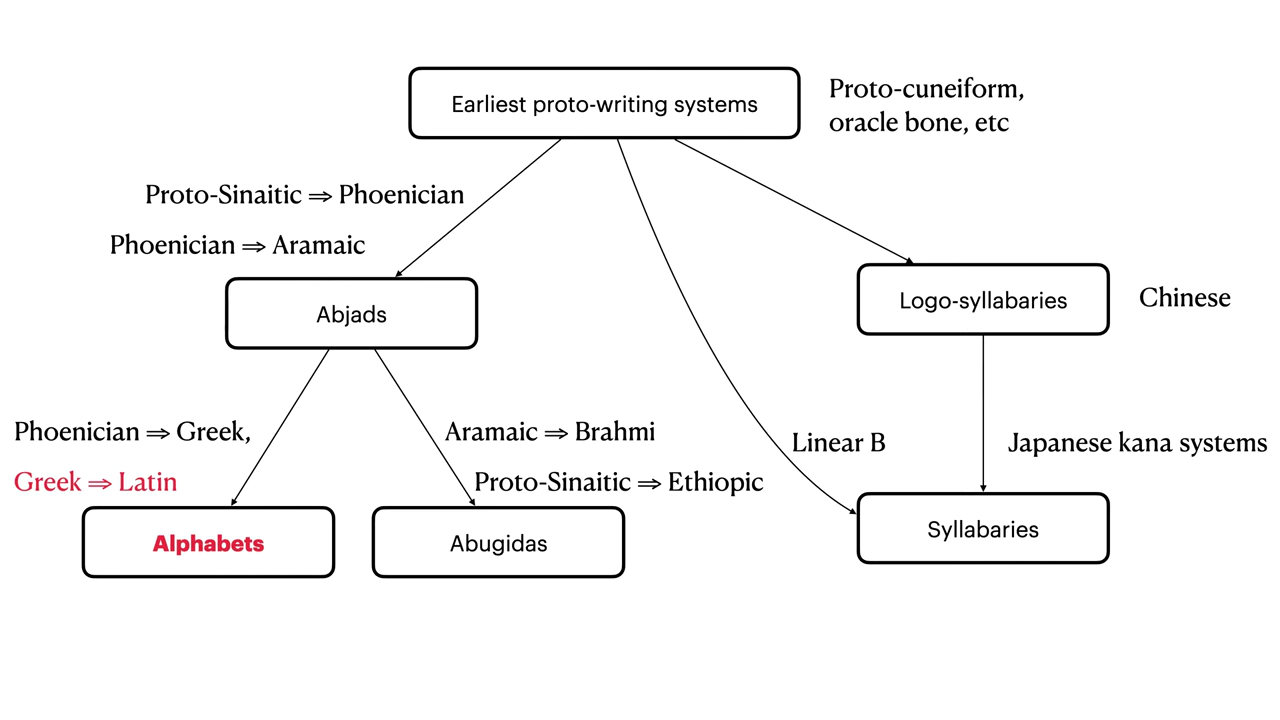 Earliest proto-writing systems
Proto-cuneiform,
oracle bone, etc
Proto-Sinaitic ⇒ Phoenician
Phoenician ⇒ Aramaic
Abjads
Logo-syllabaries
Chinese
Phoenician ⇒ Greek,
Greek ⇒ Latin
Aramaic ⇒ Brahmi
Proto-Sinaitic ⇒ Ethiopic
Linear B
Japanese kana systems
Alphabets
Abugidas
Syllabaries